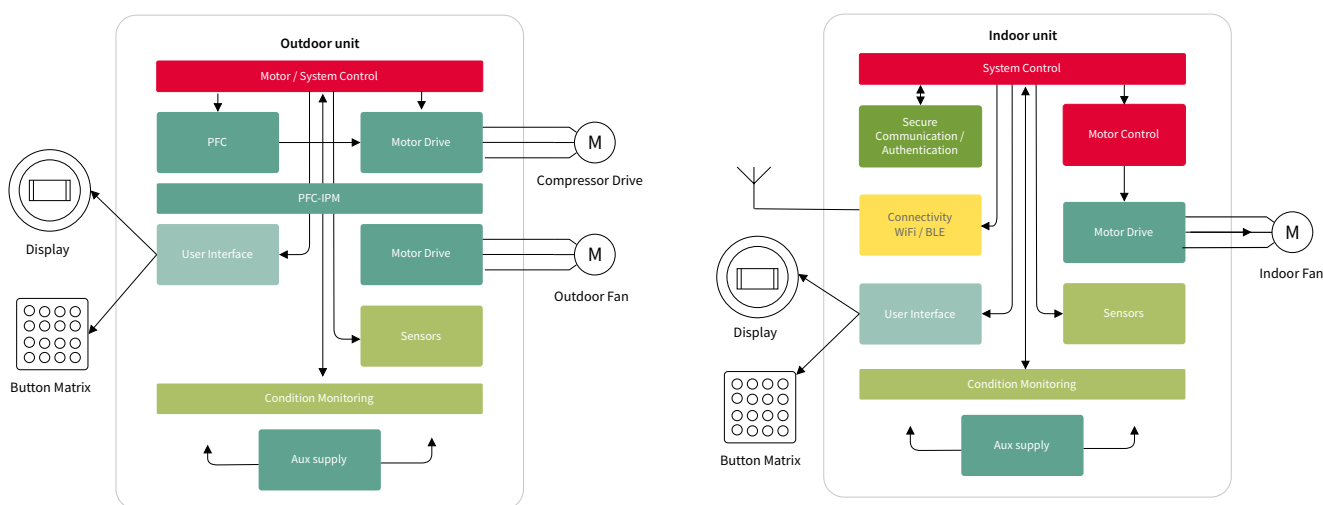 Outdoor unit
Motor / System Control
PFC
Motor Drive
M
Compressor Drive
PFC-IPM
Display
User Interface
Motor Drive
M
Outdoor Fan
Sensors
Button Matrix
Condition Monitoring
Aux supply
Indoor unit
System Control
Secure
Communication /
Authentication
Motor Control
Connectivity
WiFi / BLE
Motor Drive
M
Indoor Fan
Display
User Interface
Sensors
Condition Monitoring
Button Matrix
Aux supply